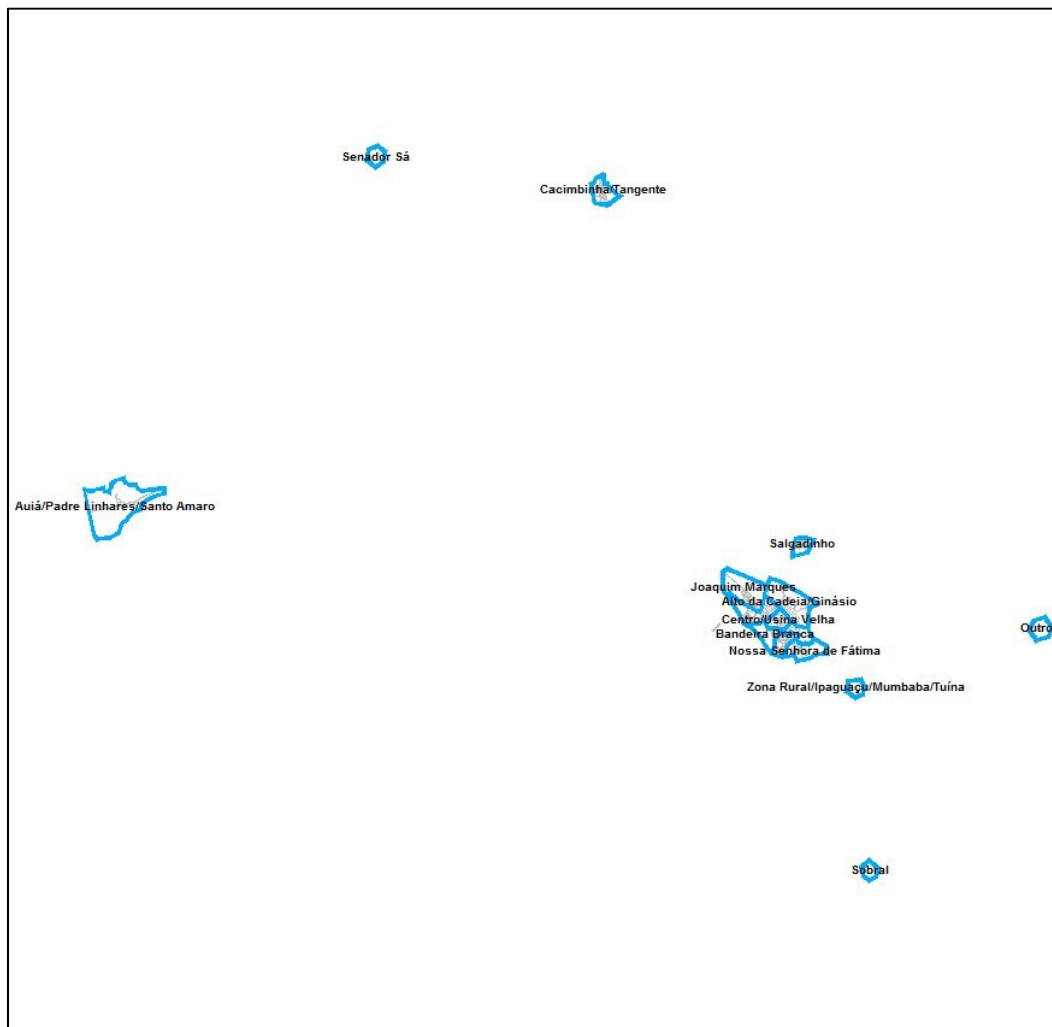 Senador Sá
Cacimbinha/Tangente
Auiá/Padre Linhares/Santo Amaro
Salgadinho
Joaquim Marques
Alto da Cadeia/Ginásio
Centro/Usina Velha
Outro
Bandeira Branca
Nossa Senhora de Fátima
Zona Rural/Ipaguaçu/Mumbaba/Tuína
Sobral